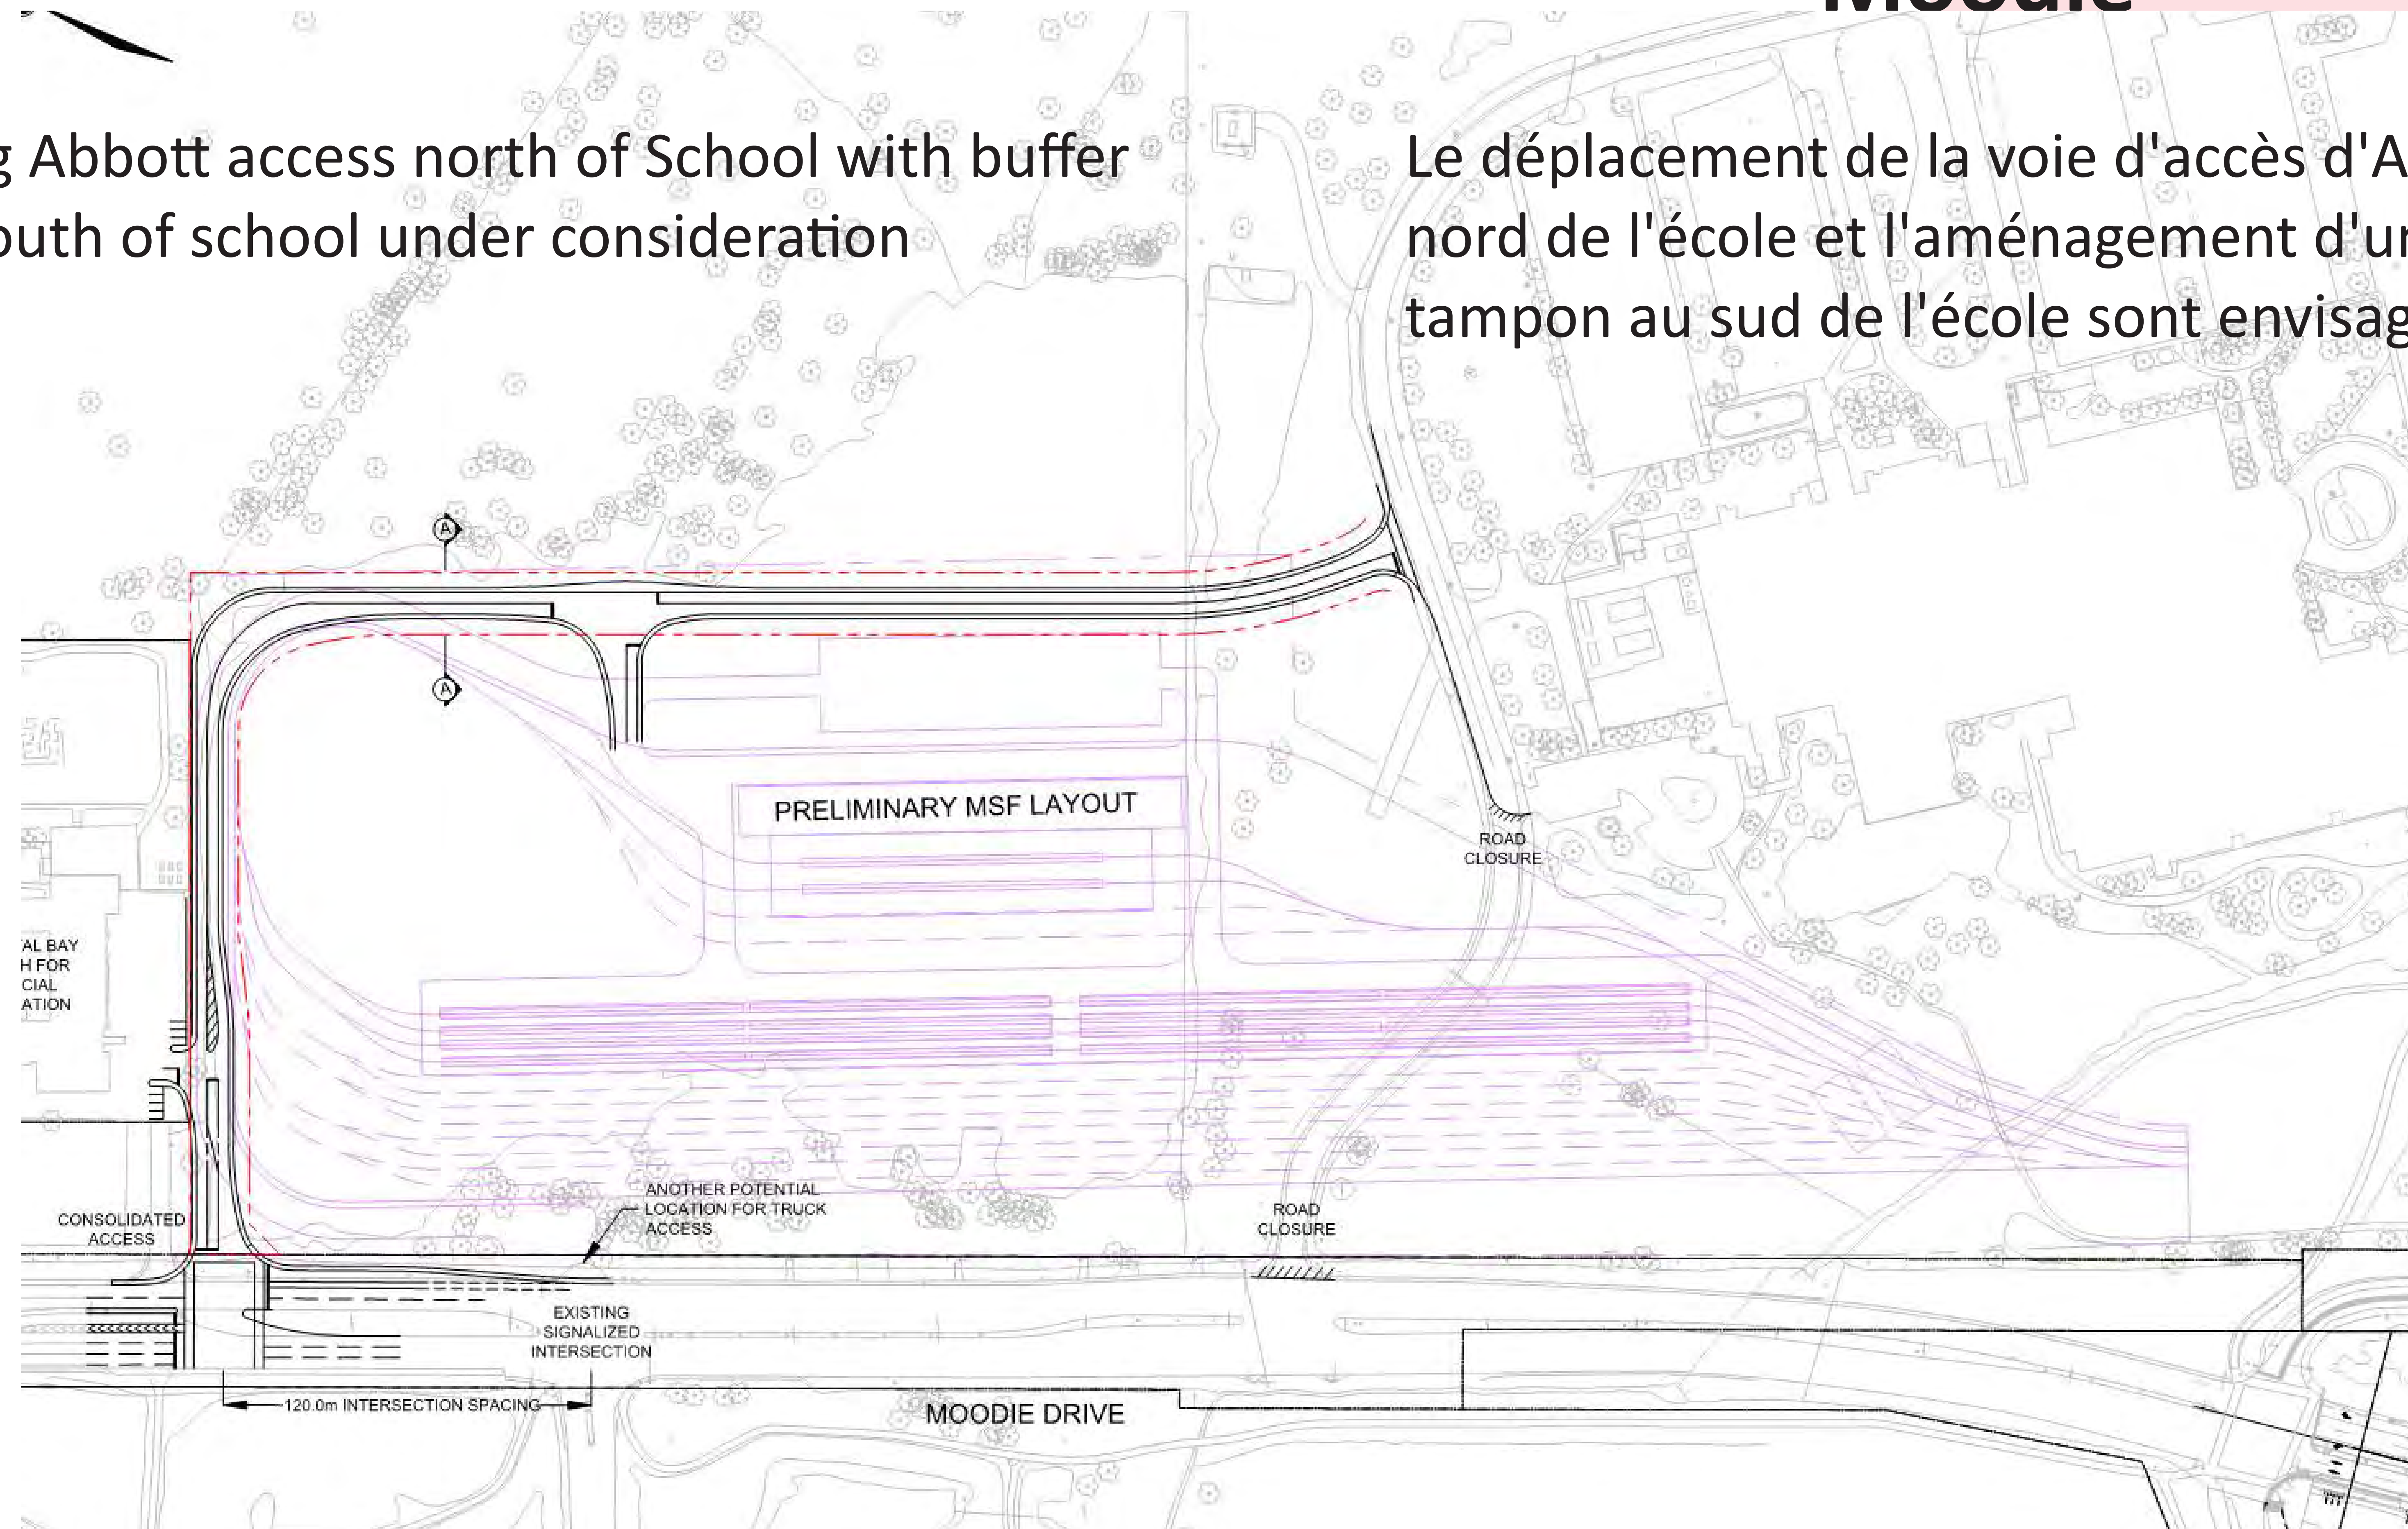 Moodie
g Abbott access north of School with buffer
outh of school under consideration
Le déplacement de la voie d'accès d'A
nord de l'école et l'aménagement d'un
tampon au sud de l'école sont envisag
A
A
PRELIMINARY MSF LAYOUT
ROAD
CLOSURE
AL BAY
H FOR
CIAL
ATION
ANOTHER POTENTIAL
LOCATION FOR TRUCK
ACCESS
CONSOLIDATED
ACCESS
ROAD
CLOSURE
EXISTING
SIGNALIZED
INTERSECTION
120.0m INTERSECTION SPACING
MOODIE DRIVE